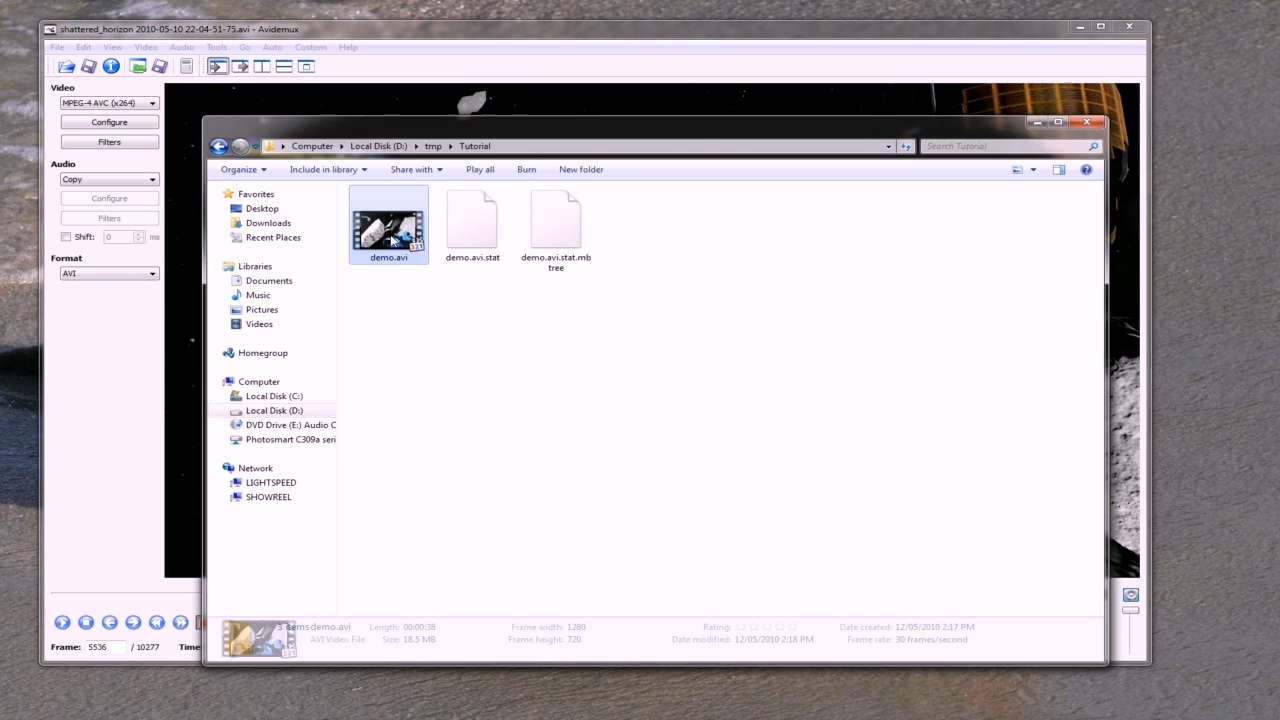 shattered_horizon 2010-05-10 22-04-51-75.avi - Avidemux
File Edit View Video Audio Tools Go Auto Custom Help
Video
MPEG-4 AVC (x264)
Configure
Filters
Audio
Copy
Configure
Filters
Shift: 0 ms
Format
AVI
Frame: 5536 / 10277 Time
Computer Local Disk (D:) tmp Tutorial
Search Tutorial
Organize Include in library Share with Play all Burn New folder
Favorites
Desktop
Downloads
Recent Places
Libraries
Documents
Music
Pictures
Videos
Homegroup
Computer
Local Disk (C:)
Local Disk (D:)
DVD Drive (E:) Audio C
Photosmart C309a seri
Network
LIGHTSPEED
SHOWREEL
demo.avi
demo.avi.stat
demo.avi.stat.mb
tree
3 items demo.avi Length: 00:00:38 Frame width: 1280 Rating: Date created: 12/05/2010 2:17 PM
AVI Video File Size: 18.5 MB Frame height: 720 Date modified: 12/05/2010 2:18 PM Frame rate: 30 frames/second